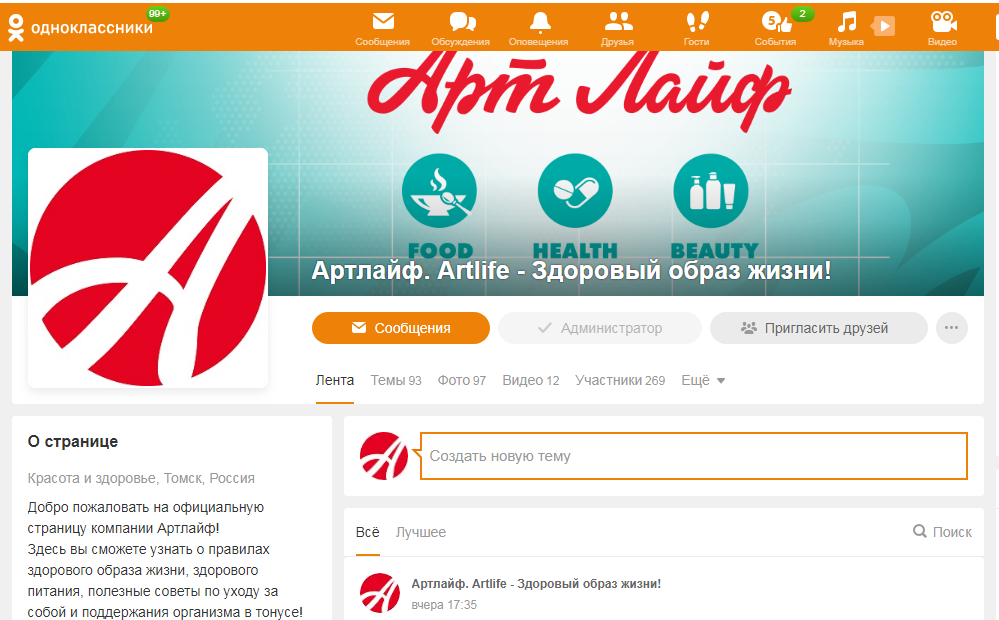 одноклассники 99+
Сообщения Обсуждения Оповещения Друзья Гости 5 2 События Музыка Видео
Арт Лайф
FOOD HEALTH BEAUTY
Артлайф. Artlife - Здоровый образ жизни!
Сообщения Администратор Пригласить друзей
Лента Темы 93 Фото 97 Видео 12 Участники 269 Ещё
О странице
Красота и здоровье, Томск, Россия
Добро пожаловать на официальную
страницу компании Артлайф!
Здесь вы сможете узнать о правилах
здорового образа жизни, здорового
питания, полезные советы по уходу за
собой и поддержания организма в тонусе!
Создать новую тему
Всё Лучшее Поиск
Артлайф. Artlife - Здоровый образ жизни!
вчера 17:35